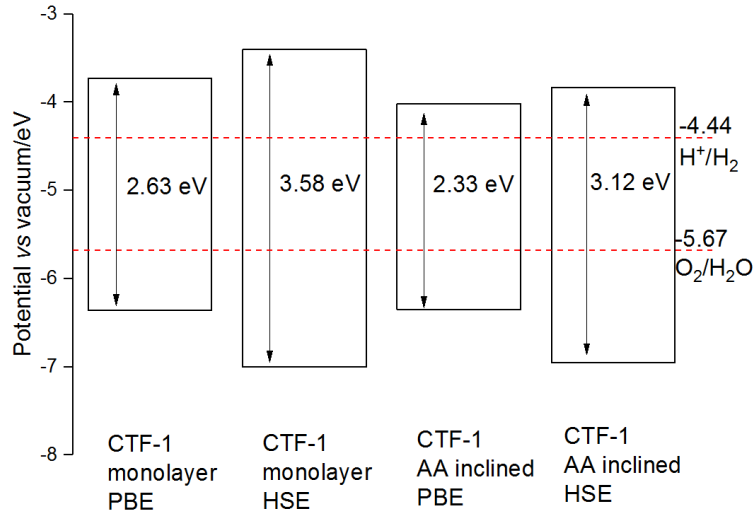 Potential vs vacuum/eV
-3
-4
-5
-6
-7
-8
2.63 eV
3.58 eV
2.33 eV
3.12 eV
-4.44
H⁺/H₂
-5.67
O₂/H₂O
CTF-1
monolayer
PBE
CTF-1
monolayer
HSE
CTF-1
AA inclined
PBE
CTF-1
AA inclined
HSE